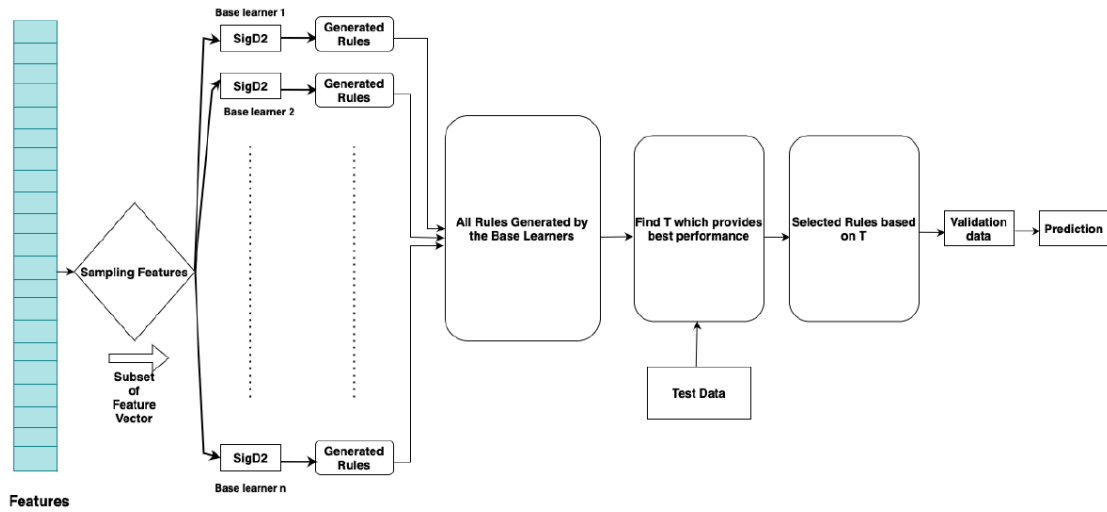 Base learner 1
SigD2
Generated
Rules
SigD2
Generated
Rules
Base learner 2
Sampling Features
Subset
of
Feature
Vector
All Rules Generated by
the Base Learners
Find T which provides
best performance
Selected Rules based
on T
Validation
data
Prediction
Test Data
SigD2
Generated
Rules
Base learner n
Features